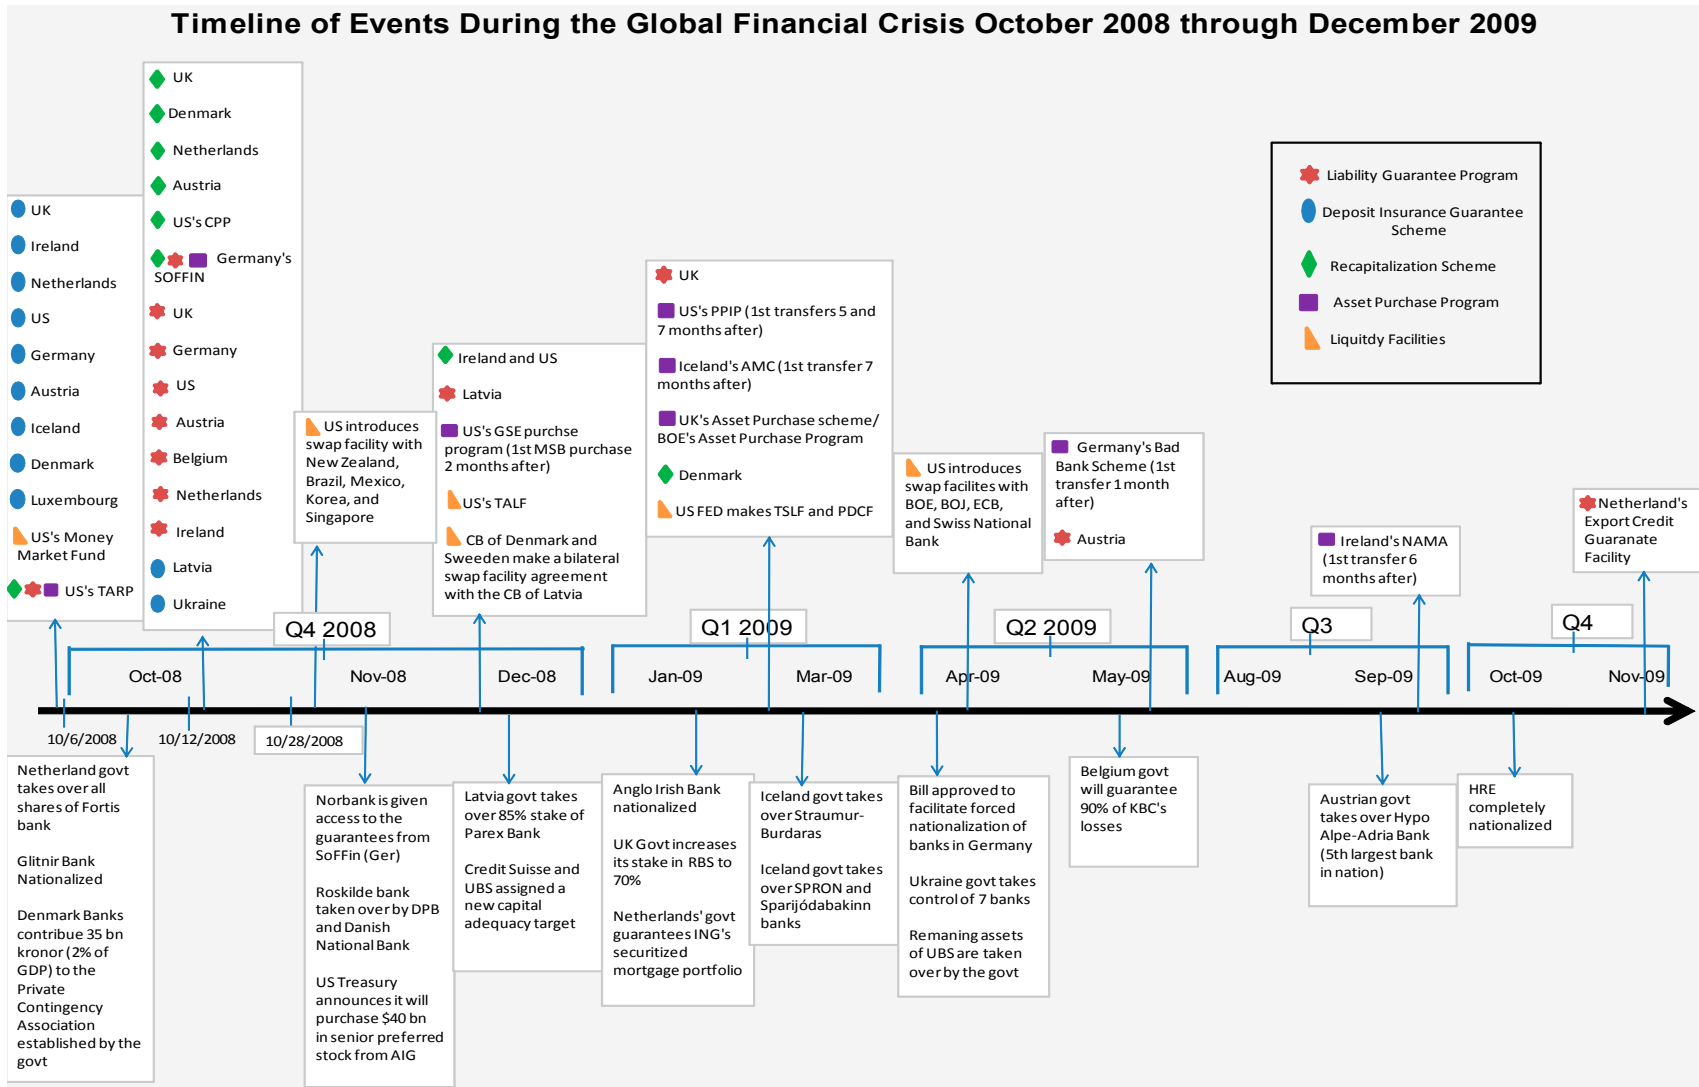 Timeline of Events During the Global Financial Crisis October 2008 through December 2009
UK
Ireland
Netherlands
US
Germany
Austria
Iceland
Denmark
Luxembourg
US's Money
Market Fund
US's TARP
UK
Denmark
Netherlands
Austria
US's CPP
Germany's
SOFFIN
UK
Germany
US
Austria
Belgium
Netherlands
Ireland
Latvia
Ukraine
US introduces
swap facility with
New Zealand,
Brazil, Mexico,
Korea, and
Singapore
Ireland and US
Latvia
US's GSE purchse
program (1st MSB purchase
2 months after)
US's TALF
CB of Denmark and
Sweeden make a bilateral
swap facility agreement
with the CB of Latvia
UK
US's PPIP (1st transfers 5 and
7 months after)
Iceland's AMC (1st transfer 7
months after)
UK's Asset Purchase scheme/
BOE's Asset Purchase Program
Denmark
US FED makes TSLF and PDCF
US introduces
swap facilites with
BOE, BOJ, ECB,
and Swiss National
Bank
Germany's Bad
Bank Scheme (1st
transfer 1 month
after)
Austria
Ireland's NAMA
(1st transfer 6
months after)
Netherland's
Export Credit
Guaranate
Facility
Liability Guarantee Program
Deposit Insurance Guarantee
Scheme
Recapitalization Scheme
Asset Purchase Program
Liquitdy Facilities
Q4 2008
Q1 2009
Q2 2009
Q3
Q4
Oct-08
Nov-08
Dec-08
Jan-09
Mar-09
Apr-09
May-09
Aug-09
Sep-09
Oct-09
Nov-09
10/6/2008
10/12/2008
10/28/2008
Netherland govt
takes over all
shares of Fortis
bank
Glitnir Bank
Nationalized
Denmark Banks
contribue 35 bn
kronor (2% of
GDP) to the
Private
Contingency
Association
established by the
govt
Norbank is given
access to the
guarantees from
SoFFin (Ger)
Roskilde bank
taken over by DPB
and Danish
National Bank
US Treasury
announces it will
purchase $40 bn
in senior preferred
stock from AIG
Latvia govt takes
over 85% stake of
Parex Bank
Credit Suisse and
UBS assigned a
new capital
adequacy target
Anglo Irish Bank
nationalized
UK Govt increases
its stake in RBS to
70%
Netherlands' govt
guarantees ING's
securitized
mortgage portfolio
Iceland govt takes
over Straumur-
Burdaras
Iceland govt takes
over SPRON and
Sparijódabakinn
banks
Bill approved to
facilitate forced
nationalization of
banks in Germany
Ukraine govt takes
control of 7 banks
Remaning assets
of UBS are taken
over by the govt
Belgium govt
will guarantee
90% of KBC's
losses
Austrian govt
takes over Hypo
Alpe-Adria Bank
(5th largest bank
in nation)
HRE
completely
nationalized